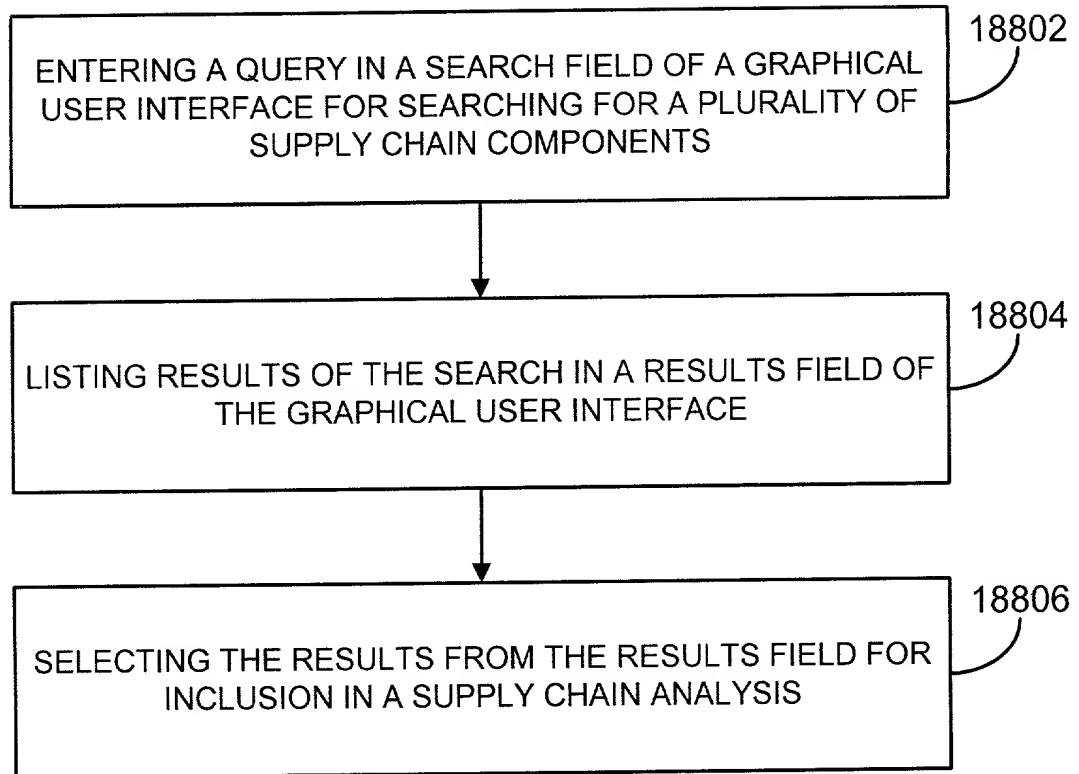 18802
ENTERING A QUERY IN A SEARCH FIELD OF A GRAPHICAL
USER INTERFACE FOR SEARCHING FOR A PLURALITY OF
SUPPLY CHAIN COMPONENTS
18804
LISTING RESULTS OF THE SEARCH IN A RESULTS FIELD OF
THE GRAPHICAL USER INTERFACE
18806
SELECTING THE RESULTS FROM THE RESULTS FIELD FOR
INCLUSION IN A SUPPLY CHAIN ANALYSIS